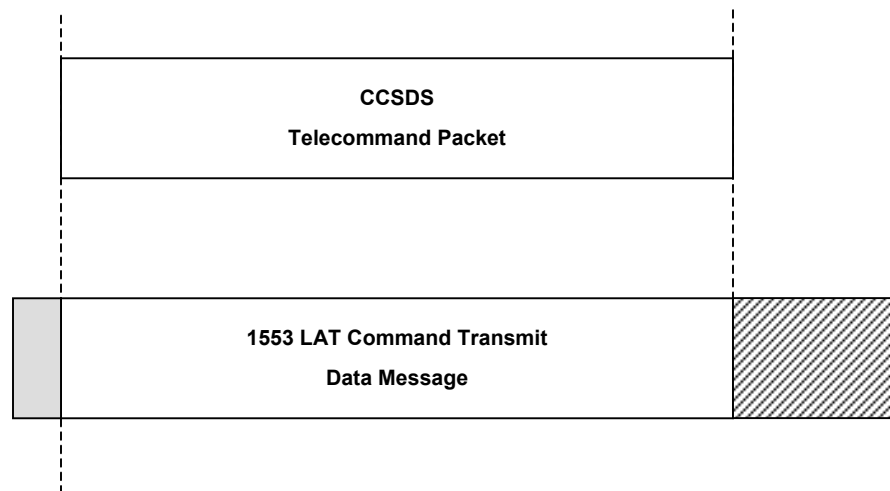 CCSDS
Telecommand Packet
1553 LAT Command Transmit
Data Message